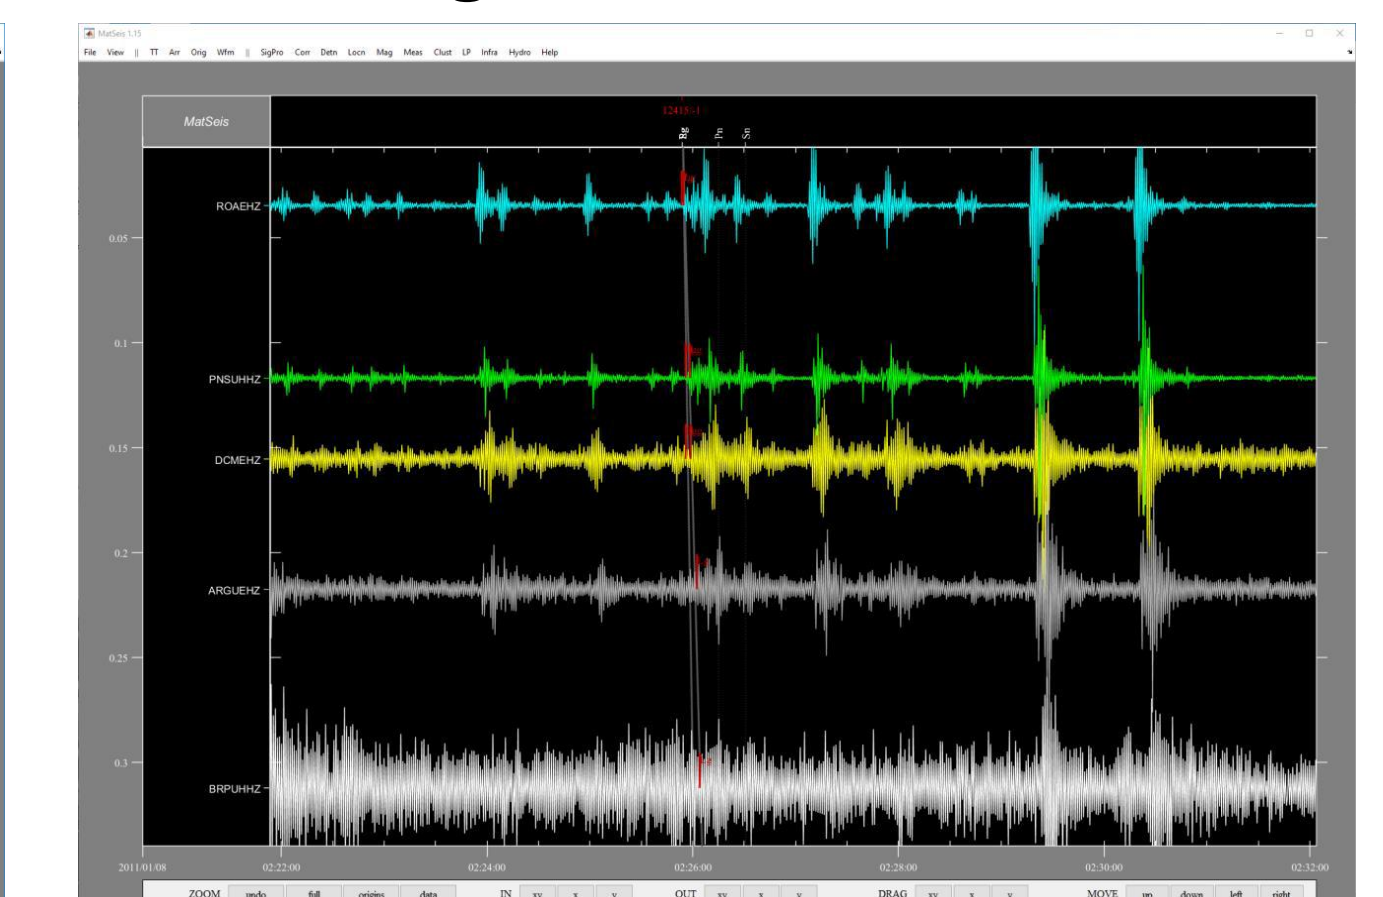 MatSeis 1.15
File View || TT Arr Orig Wfm || SigPro Corr Detn Locn Mag Meas Clust LP Infra Hydro Help
MatSeis
Rg Pn Sn
ROAEHZ
0.05
0.1
PNSUHHZ
0.15
DCMEHZ
0.2
ARGUEHZ
0.25
0.3
BRPUHHZ
2011/01/08 02:22:00 02:24:00 02:26:00 02:28:00 02:30:00 02:32:00
ZOOM undo full origins data IN xy x y OUT xy x y DRAG xy x y MOVE up down left right